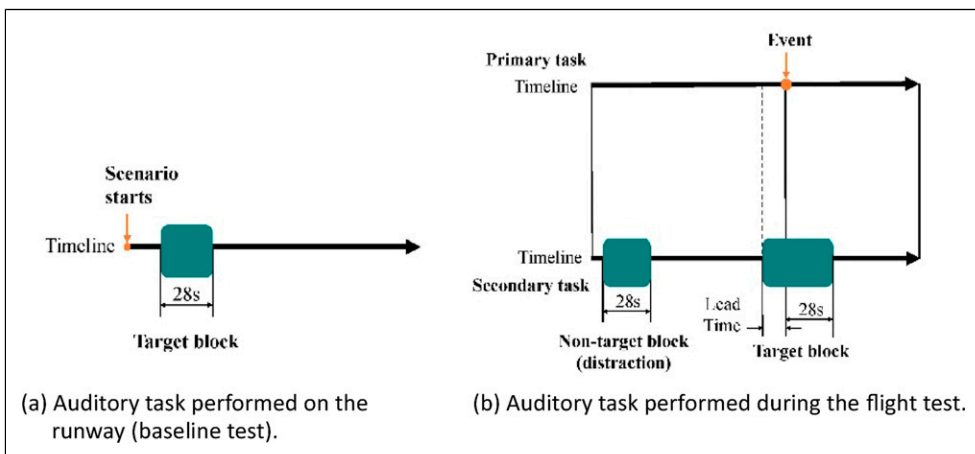 Scenario
starts
Timeline
28s
Target block
(a) Auditory task performed on the
runway (baseline test).
Event
Primary task
Timeline
Timeline
Secondary task
28s
Lead
Time
28s
Non-target block
(distraction)
Target block
(b) Auditory task performed during the flight test.